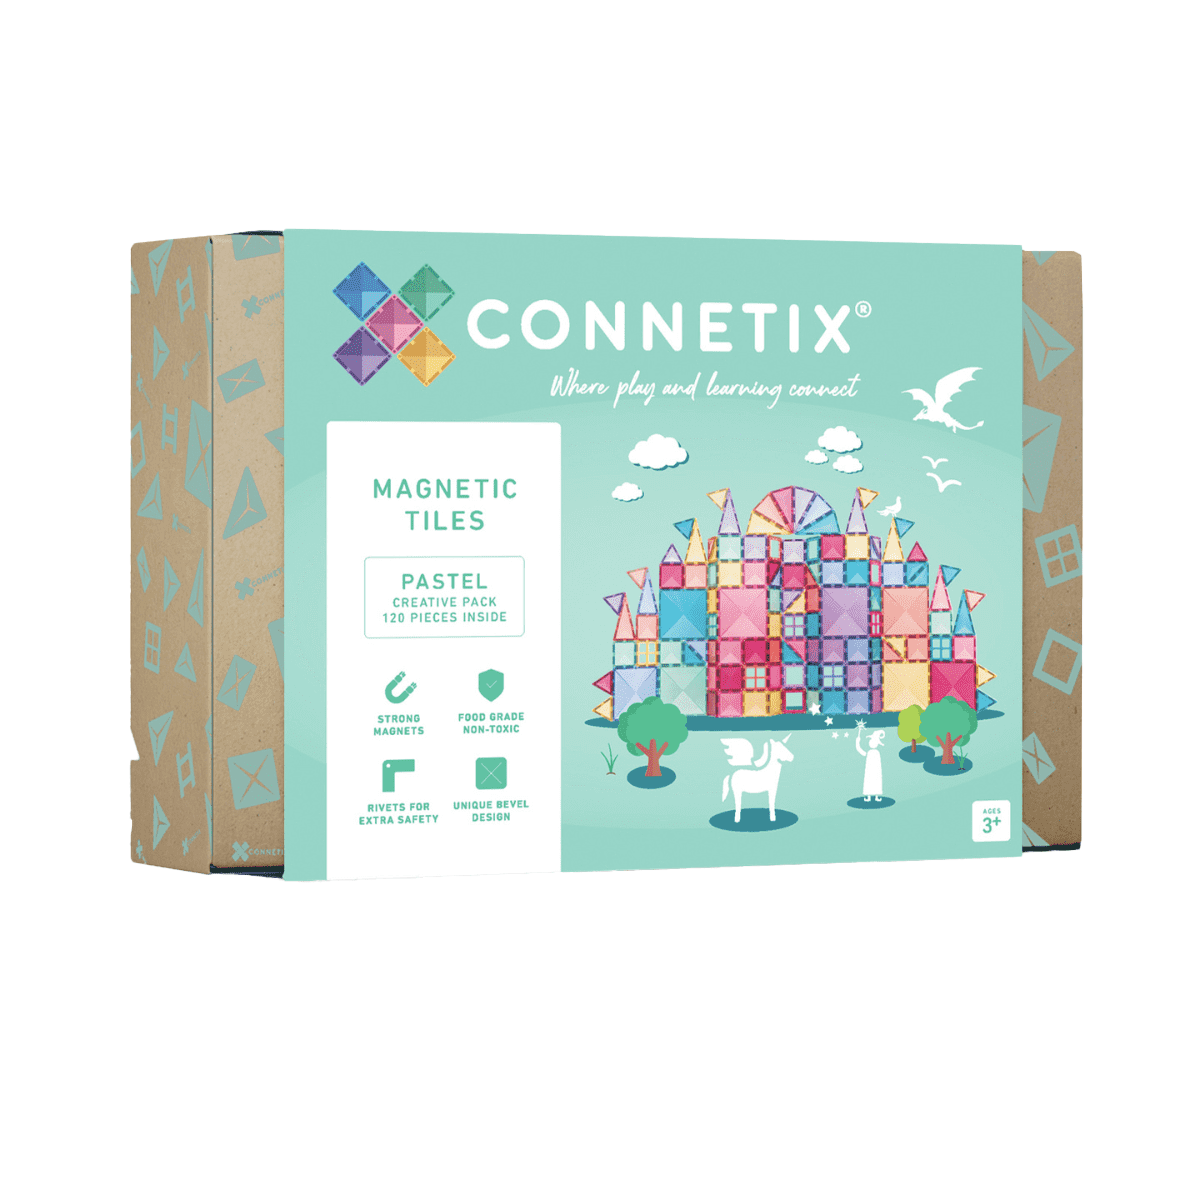 CONNETIX®
Where play and learning connect
MAGNETIC
TILES
PASTEL
CREATIVE PACK
120 PIECES INSIDE
STRONG
MAGNETS
FOOD GRADE
NON-TOXIC
RIVETS FOR
EXTRA SAFETY
UNIQUE BEVEL
DESIGN
AGES
3+